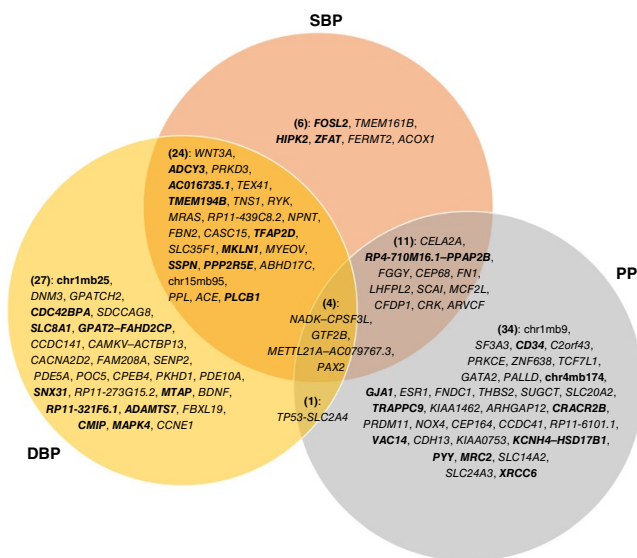 SBP
(6): FOSL2, TMEM161B,
HIPK2, ZFAT, FERMT2, ACOX1
(24): WNT3A,
ADCY3, PRKD3,
AC016735.1, TEX41,
TMEM194B, TNS1, RYK,
MRAS, RP11-439C8.2, NPNT,
FBN2, CASC15, TFAP2D,
SLC35F1, MKLN1, MYEOV,
SSPN, PPP2R5E, ABHD17C,
chr15mb95,
PPL, ACE, PLCB1
(11): CELA2A,
RP4-710M16.1–PPAP2B,
FGGY, CEP68, FN1,
LHFPL2, SCAI, MCF2L,
CFDP1, CRK, ARVCF
PP
(27): chr1mb25,
DNM3, GPATCH2,
CDC42BPA, SDCCAG8,
SLC8A1, GPAT2–FAHD2CP,
CCDC141, CAMKV–ACTBP13,
CACNA2D2, FAM208A, SENP2,
PDE5A, POC5, CPEB4, PKHD1, PDE10A,
SNX31, RP11-273G15.2, MTAP, BDNF,
RP11-321F6.1, ADAMTS7, FBXL19,
CMIP, MAPK4, CCNE1
DBP
(4):
NADK–CPSF3L,
GTF2B,
METTL21A–AC079767.3,
PAX2
(1):
TP53-SLC2A4
(34): chr1mb9,
SF3A3, CD34, C2orf43,
PRKCE, ZNF638, TCF7L1,
GATA2, PALLD, chr4mb174,
GJA1, ESR1, FNDC1, THBS2, SUGCT, SLC20A2,
TRAPPC9, KIAA1462, ARHGAP12, CRACR2B,
PRDM11, NOX4, CEP164, CCDC41, RP11-6101.1,
VAC14, CDH13, KIAA0753, KCNH4–HSD17B1,
PYY, MRC2, SLC14A2,
SLC24A3, XRCC6